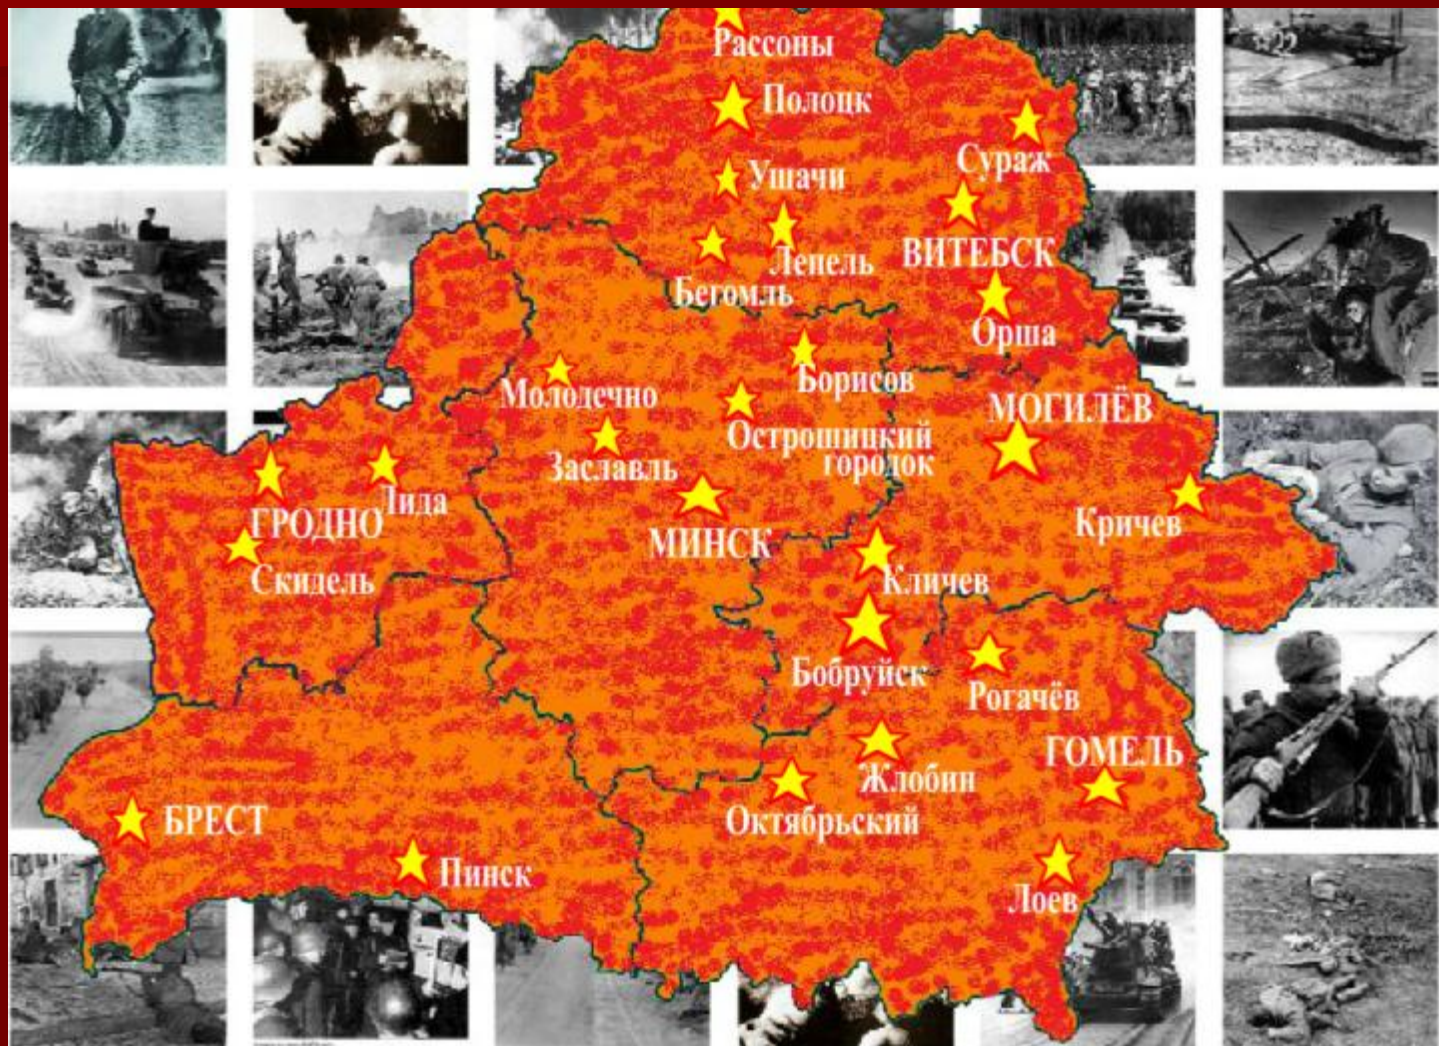 Рассоны
Полоцк
Сураж
Ушачи
ВИТЕБСК
Лепель
Бегомль
Орша
Борисов
Молодечно
МОГИЛЁВ
Острошицкий
городок
Заславль
Лида
ГРОДНО
Кричев
МИНСК
Скидель
Кличев
Бобруйск
Рогачёв
ГОМЕЛЬ
Жлобин
БРЕСТ
Октябрьский
Пинск
Лоев